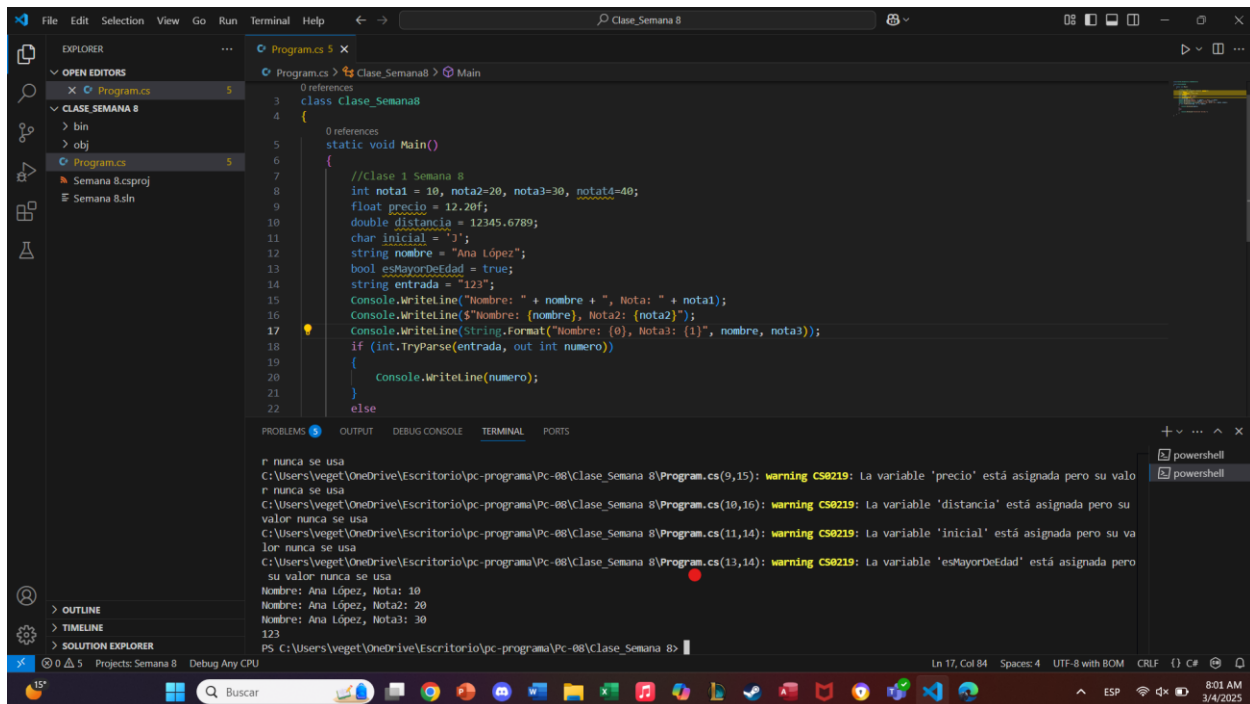 File Edit Selection View Go Run Terminal Help
Clase_Semana 8
EXPLORER
OPEN EDITORS
Program.cs 5
CLASE_SEMANA 8
bin
obj
Program.cs 5
Semana 8.csproj
Semana 8.sln
OUTLINE
TIMELINE
SOLUTION EXPLORER
Program.cs 5
Program.cs > Clase_Semana8 > Main
0 references
3 class Clase_Semana8
4 {
0 references
5 static void Main()
6 {
7 //Clase 1 Semana 8
8 int nota1 = 10, nota2=20, nota3=30, notat4=40;
9 float precio = 12.20f;
10 double distancia = 12345.6789;
11 char inicial = 'J';
12 string nombre = "Ana López";
13 bool esMayorDeEdad = true;
14 string entrada = "123";
15 Console.WriteLine("Nombre: " + nombre + ", Nota: " + nota1);
16 Console.WriteLine($"Nombre: {nombre}, Nota2: {nota2}");
17 Console.WriteLine(String.Format("Nombre: {0}, Nota3: {1}", nombre, nota3));
18 if (int.TryParse(entrada, out int numero))
19 {
20 Console.WriteLine(numero);
21 }
22 else
PROBLEMS 5 OUTPUT DEBUG CONSOLE TERMINAL PORTS
powershell
powershell
r nunca se usa
C:\Users\veget\OneDrive\Escritorio\pc-programa\Pc-08\Clase_Semana 8\Program.cs(9,15): warning CS0219: La variable 'precio' está asignada pero su valo
r nunca se usa
C:\Users\veget\OneDrive\Escritorio\pc-programa\Pc-08\Clase_Semana 8\Program.cs(10,16): warning CS0219: La variable 'distancia' está asignada pero su
valor nunca se usa
C:\Users\veget\OneDrive\Escritorio\pc-programa\Pc-08\Clase_Semana 8\Program.cs(11,14): warning CS0219: La variable 'inicial' está asignada pero su va
lor nunca se usa
C:\Users\veget\OneDrive\Escritorio\pc-programa\Pc-08\Clase_Semana 8\Program.cs(13,14): warning CS0219: La variable 'esMayorDeEdad' está asignada pero
su valor nunca se usa
Nombre: Ana López, Nota: 10
Nombre: Ana López, Nota2: 20
Nombre: Ana López, Nota3: 30
123
PS C:\Users\veget\OneDrive\Escritorio\pc-programa\Pc-08\Clase_Semana 8>
0 5 Projects: Semana 8 Debug Any CPU
Ln 17, Col 84 Spaces: 4 UTF-8 with BOM CRLF {} C#
15°
Buscar
ESP
8:01 AM
3/4/2025